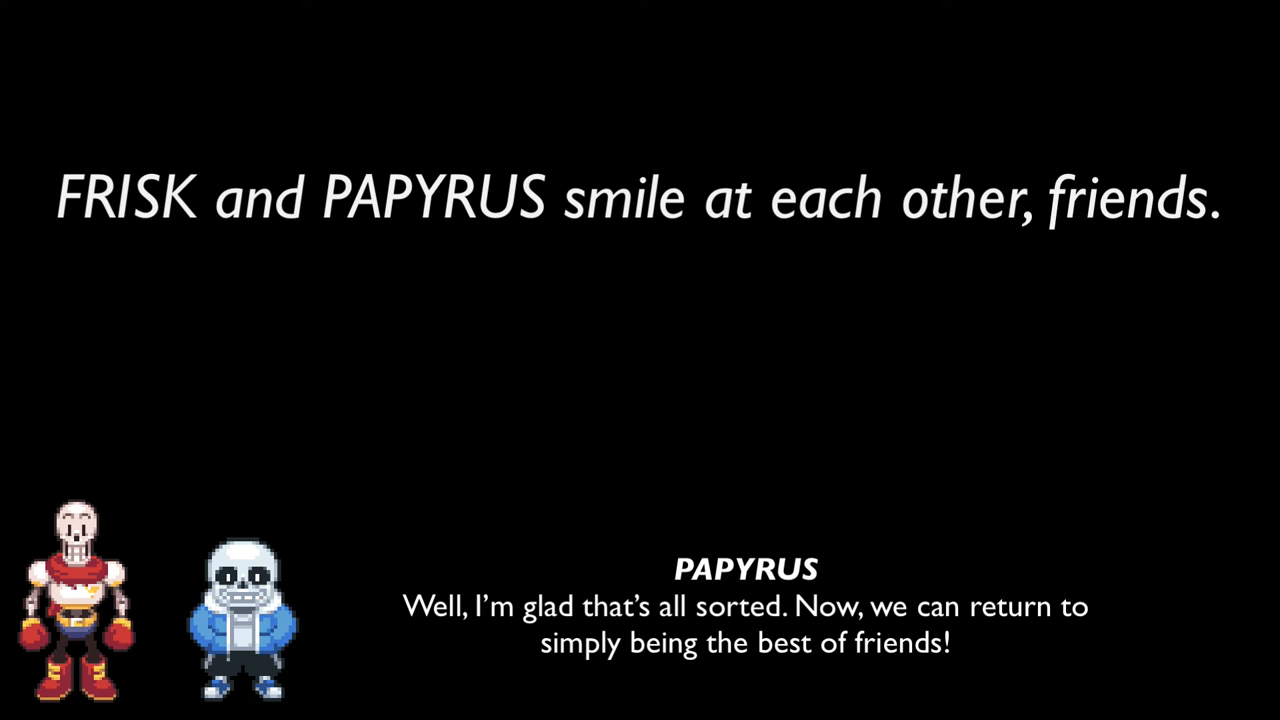 FRISK and PAPYRUS smile at each other, friends.
PAPYRUS
Well, I’m glad that’s all sorted. Now, we can return to
simply being the best of friends!